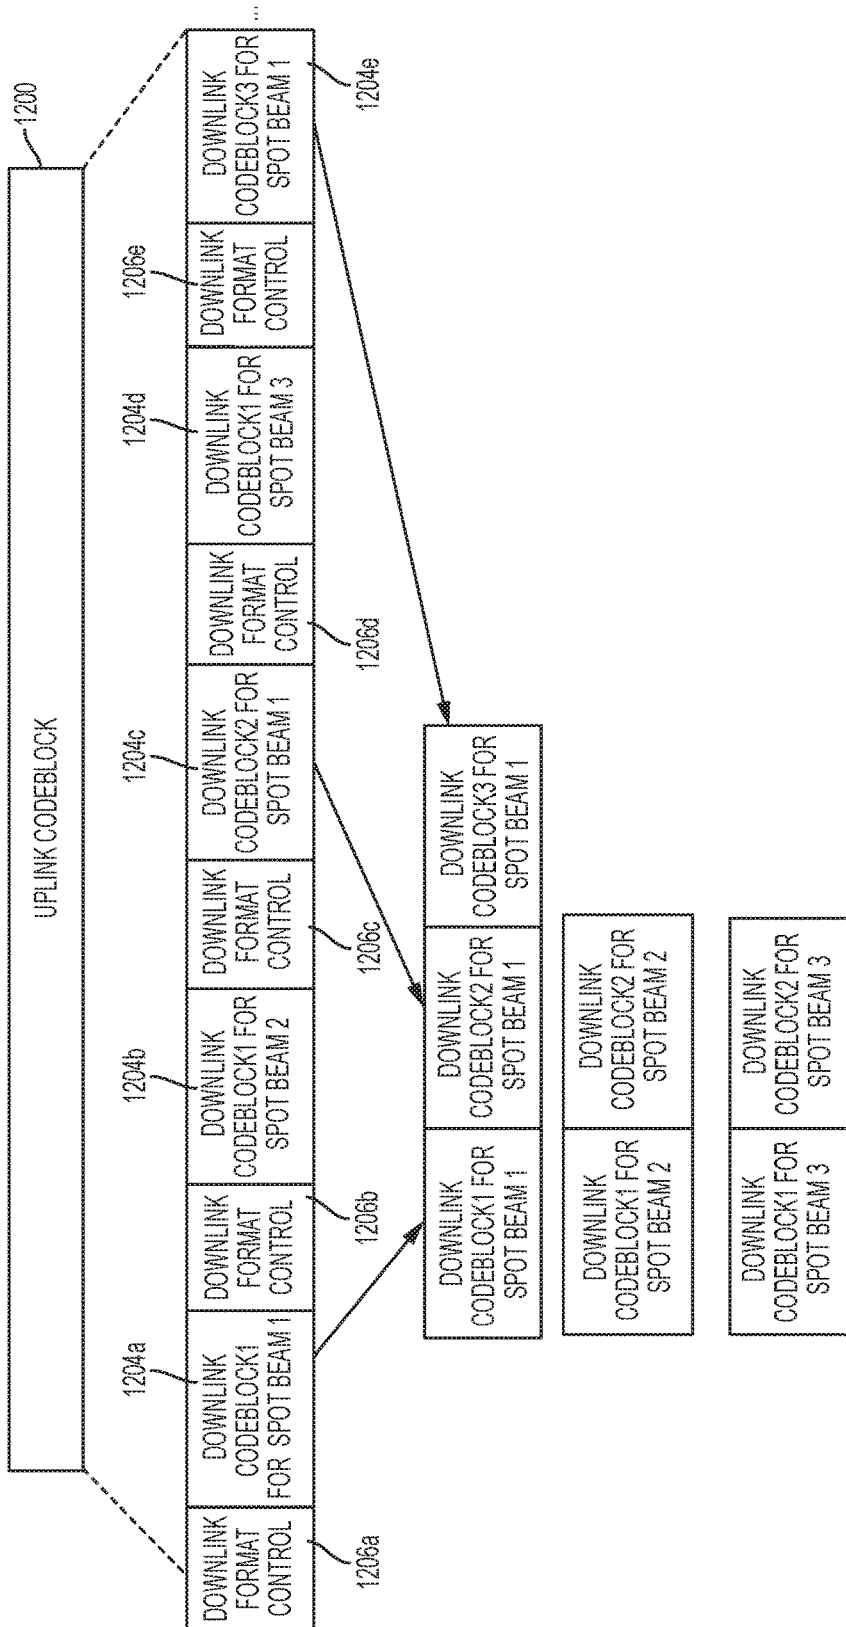 1200
UPLINK CODEBLOCK
1206a
DOWNLINK
FORMAT
CONTROL
1204a
DOWNLINK
CODEBLOCK1
FOR SPOT BEAM 1
1206b
DOWNLINK
FORMAT
CONTROL
1204b
DOWNLINK
CODEBLOCK1 FOR
SPOT BEAM 2
1206c
DOWNLINK
FORMAT
CONTROL
1204c
DOWNLINK
CODEBLOCK2 FOR
SPOT BEAM 1
1206d
DOWNLINK
FORMAT
CONTROL
1204d
DOWNLINK
CODEBLOCK1 FOR
SPOT BEAM 3
1206e
DOWNLINK
FORMAT
CONTROL
1204e
DOWNLINK
CODEBLOCK3 FOR
SPOT BEAM 1
...
DOWNLINK
CODEBLOCK1 FOR
SPOT BEAM 1
DOWNLINK
CODEBLOCK2 FOR
SPOT BEAM 1
DOWNLINK
CODEBLOCK3 FOR
SPOT BEAM 1
DOWNLINK
CODEBLOCK1 FOR
SPOT BEAM 2
DOWNLINK
CODEBLOCK2 FOR
SPOT BEAM 2
DOWNLINK
CODEBLOCK1 FOR
SPOT BEAM 3
DOWNLINK
CODEBLOCK2 FOR
SPOT BEAM 3